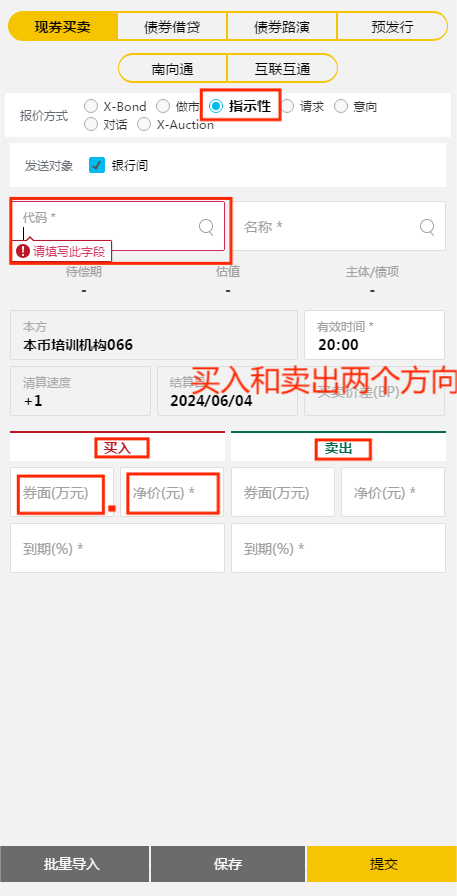 现券买卖 债券借贷 债券路演 预发行
南向通 互联互通
报价方式 X-Bond 做市 指示性 请求 意向
对话 X-Auction
发送对象 银行间
代码 * 名称 *
请填写此字段
待偿期 估值 主体/债项
- - -
本方 有效时间 *
本币培训机构066 20:00
买入和卖出两个方向
清算速度 结算日 买卖价差(BP)
+1 2024/06/04
买入 卖出
券面(万元) 净价(元) * 券面(万元) 净价(元) *
到期(%) * 到期(%) *
批量导入 保存 提交